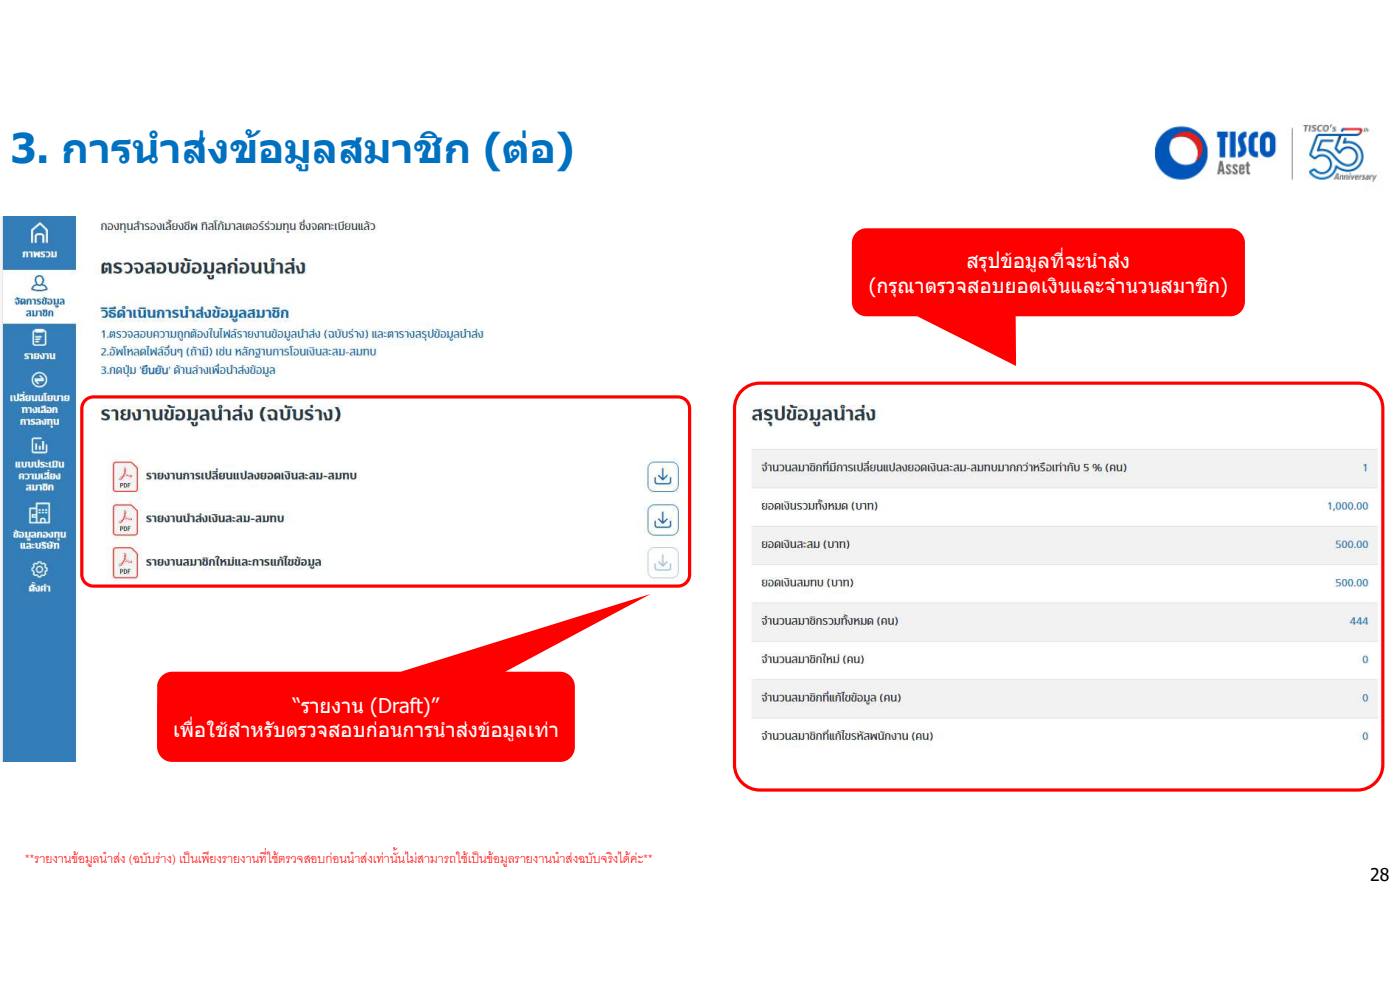 3. การนำส่งข้อมูลสมาชิก (ต่อ)
TISCO
Asset
TISCO's
55th
Anniversary
ภาพรวม
จัดการข้อมูล
สมาชิก
รายงาน
เปลี่ยนนโยบาย
ทางเลือก
การลงทุน
แบบประเมิน
ความเสี่ยง
สมาชิก
ข้อมูลกองทุน
และบริษัท
ตั้งค่า
กองทุนสำรองเลี้ยงชีพ ทิสโก้มาสเตอร์ร่วมทุน ซึ่งจดทะเบียนแล้ว
ตรวจสอบข้อมูลก่อนนำส่ง
วิธีดำเนินการนำส่งข้อมูลสมาชิก
1.ตรวจสอบความถูกต้องในไฟล์รายงานข้อมูลนำส่ง (ฉบับร่าง) และตารางสรุปข้อมูลนำส่ง
2.อัพโหลดไฟล์อื่นๆ (ถ้ามี) เช่น หลักฐานการโอนเงินสะสม-สมทบ
3.กดปุ่ม 'ยืนยัน' ด้านล่างเพื่อนำส่งข้อมูล
รายงานข้อมูลนำส่ง (ฉบับร่าง)
PDF รายงานการเปลี่ยนแปลงยอดเงินสะสม-สมทบ
PDF รายงานนำส่งเงินสะสม-สมทบ
PDF รายงานสมาชิกใหม่และการแก้ไขข้อมูล
“รายงาน (Draft)”
เพื่อใช้สำหรับตรวจสอบก่อนการนำส่งข้อมูลเท่า
สรุปข้อมูลที่จะนำส่ง
(กรุณาตรวจสอบยอดเงินและจำนวนสมาชิก)
สรุปข้อมูลนำส่ง
จำนวนสมาชิกที่มีการเปลี่ยนแปลงยอดเงินสะสม-สมทบมากกว่าหรือเท่ากับ 5 % (คน) 1
ยอดเงินรวมทั้งหมด (บาท) 1,000.00
ยอดเงินสะสม (บาท) 500.00
ยอดเงินสมทบ (บาท) 500.00
จำนวนสมาชิกรวมทั้งหมด (คน) 444
จำนวนสมาชิกใหม่ (คน) 0
จำนวนสมาชิกที่แก้ไขข้อมูล (คน) 0
จำนวนสมาชิกที่แก้ไขรหัสพนักงาน (คน) 0
**รายงานข้อมูลนำส่ง (ฉบับร่าง) เป็นเพียงรายงานที่ใช้ตรวจสอบก่อนนำส่งเท่านั้นไม่สามารถใช้เป็นข้อมูลรายงานนำส่งฉบับจริงได้ค่ะ**
28